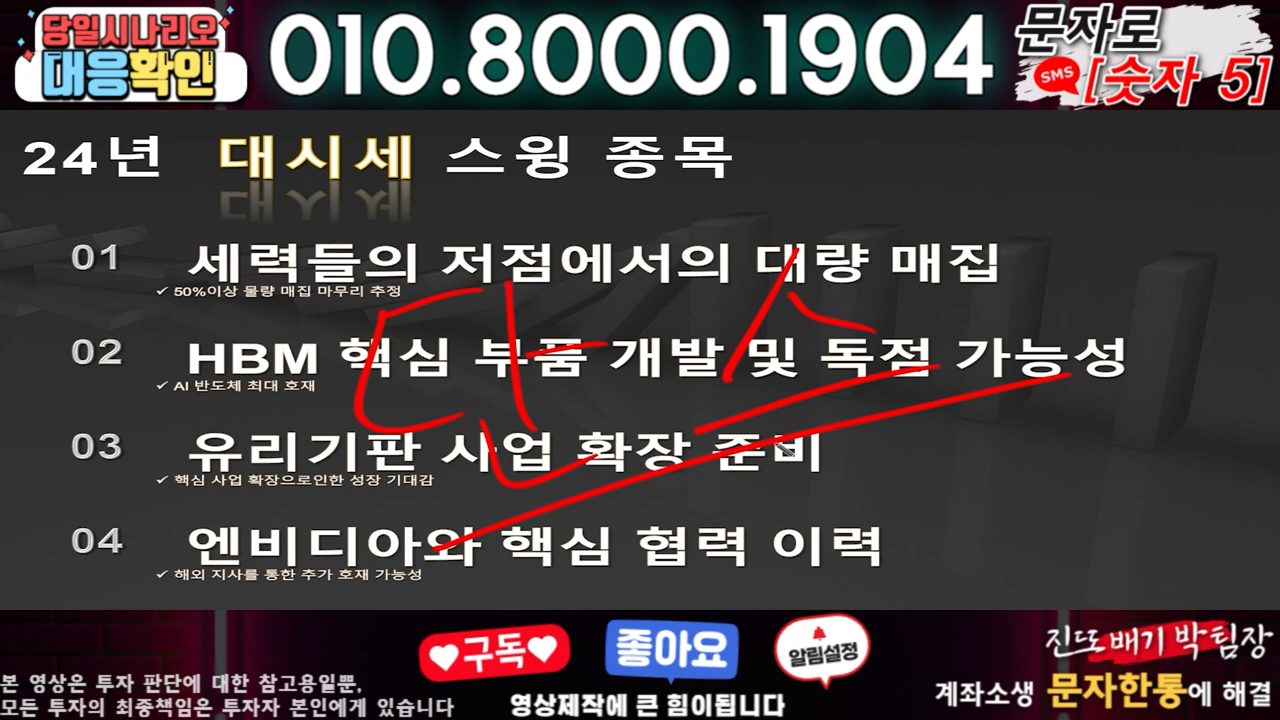 당일시나리오
대응확인
010.8000.1904
문자로
SMS [숫자 5]
24년 대시세 스윙 종목
01 세력들의 저점에서의 대량 매집
✓ 50%이상 물량 매집 마무리 추정
02 HBM 핵심 부품 개발 및 독점 가능성
✓ AI 반도체 최대 호재
03 유리기판 사업 확장 준비
✓ 핵심 사업 확장으로인한 성장 기대감
04 엔비디아와 핵심 협력 이력
✓ 해외 지사를 통한 추가 호재 가능성
단 스
구독
좋아요
알림설정
영상제작에 큰 힘이됩니다
본 영상은 투자 판단에 대한 참고용일뿐,
모든 투자의 최종책임은 투자자 본인에게 있습니다
진또배기 박팀장
계좌소생 문자한통에 해결